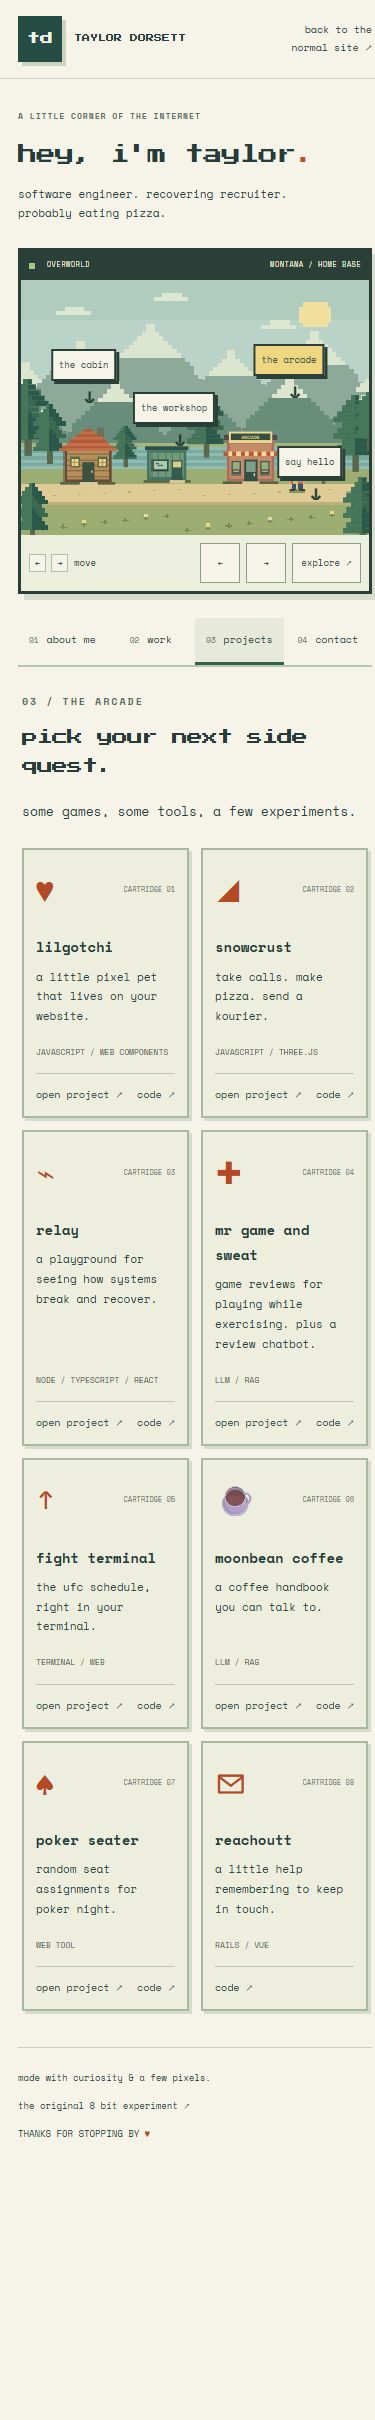 td TAYLOR DORSETT
back to the
normal site ↗
A LITTLE CORNER OF THE INTERNET
hey, i'm taylor.
software engineer. recovering recruiter.
probably eating pizza.
OVERWORLD MONTANA / HOME BASE
the arcade
the cabin
the workshop
ARCADE
say hello
← → move ← → explore ↗
01 about me 02 work 03 projects 04 contact
03 / THE ARCADE
pick your next side
quest.
some games, some tools, a few experiments.
CARTRIDGE 01
lilgotchi
a little pixel pet
that lives on your
website.
JAVASCRIPT / WEB COMPONENTS
open project ↗ code ↗
CARTRIDGE 02
snowcrust
take calls. make
pizza. send a
kourier.
JAVASCRIPT / THREE.JS
open project ↗ code ↗
CARTRIDGE 03
relay
a playground for
seeing how systems
break and recover.
NODE / TYPESCRIPT / REACT
open project ↗ code ↗
CARTRIDGE 04
mr game and
sweat
game reviews for
playing while
exercising. plus a
review chatbot.
LLM / RAG
open project ↗ code ↗
CARTRIDGE 05
fight terminal
the ufc schedule,
right in your
terminal.
TERMINAL / WEB
open project ↗ code ↗
CARTRIDGE 06
moonbean coffee
a coffee handbook
you can talk to.
LLM / RAG
open project ↗ code ↗
CARTRIDGE 07
poker seater
random seat
assignments for
poker night.
WEB TOOL
open project ↗ code ↗
CARTRIDGE 08
reachoutt
a little help
remembering to keep
in touch.
RAILS / VUE
code ↗
made with curiosity & a few pixels.
the original 8 bit experiment ↗
THANKS FOR STOPPING BY ♥